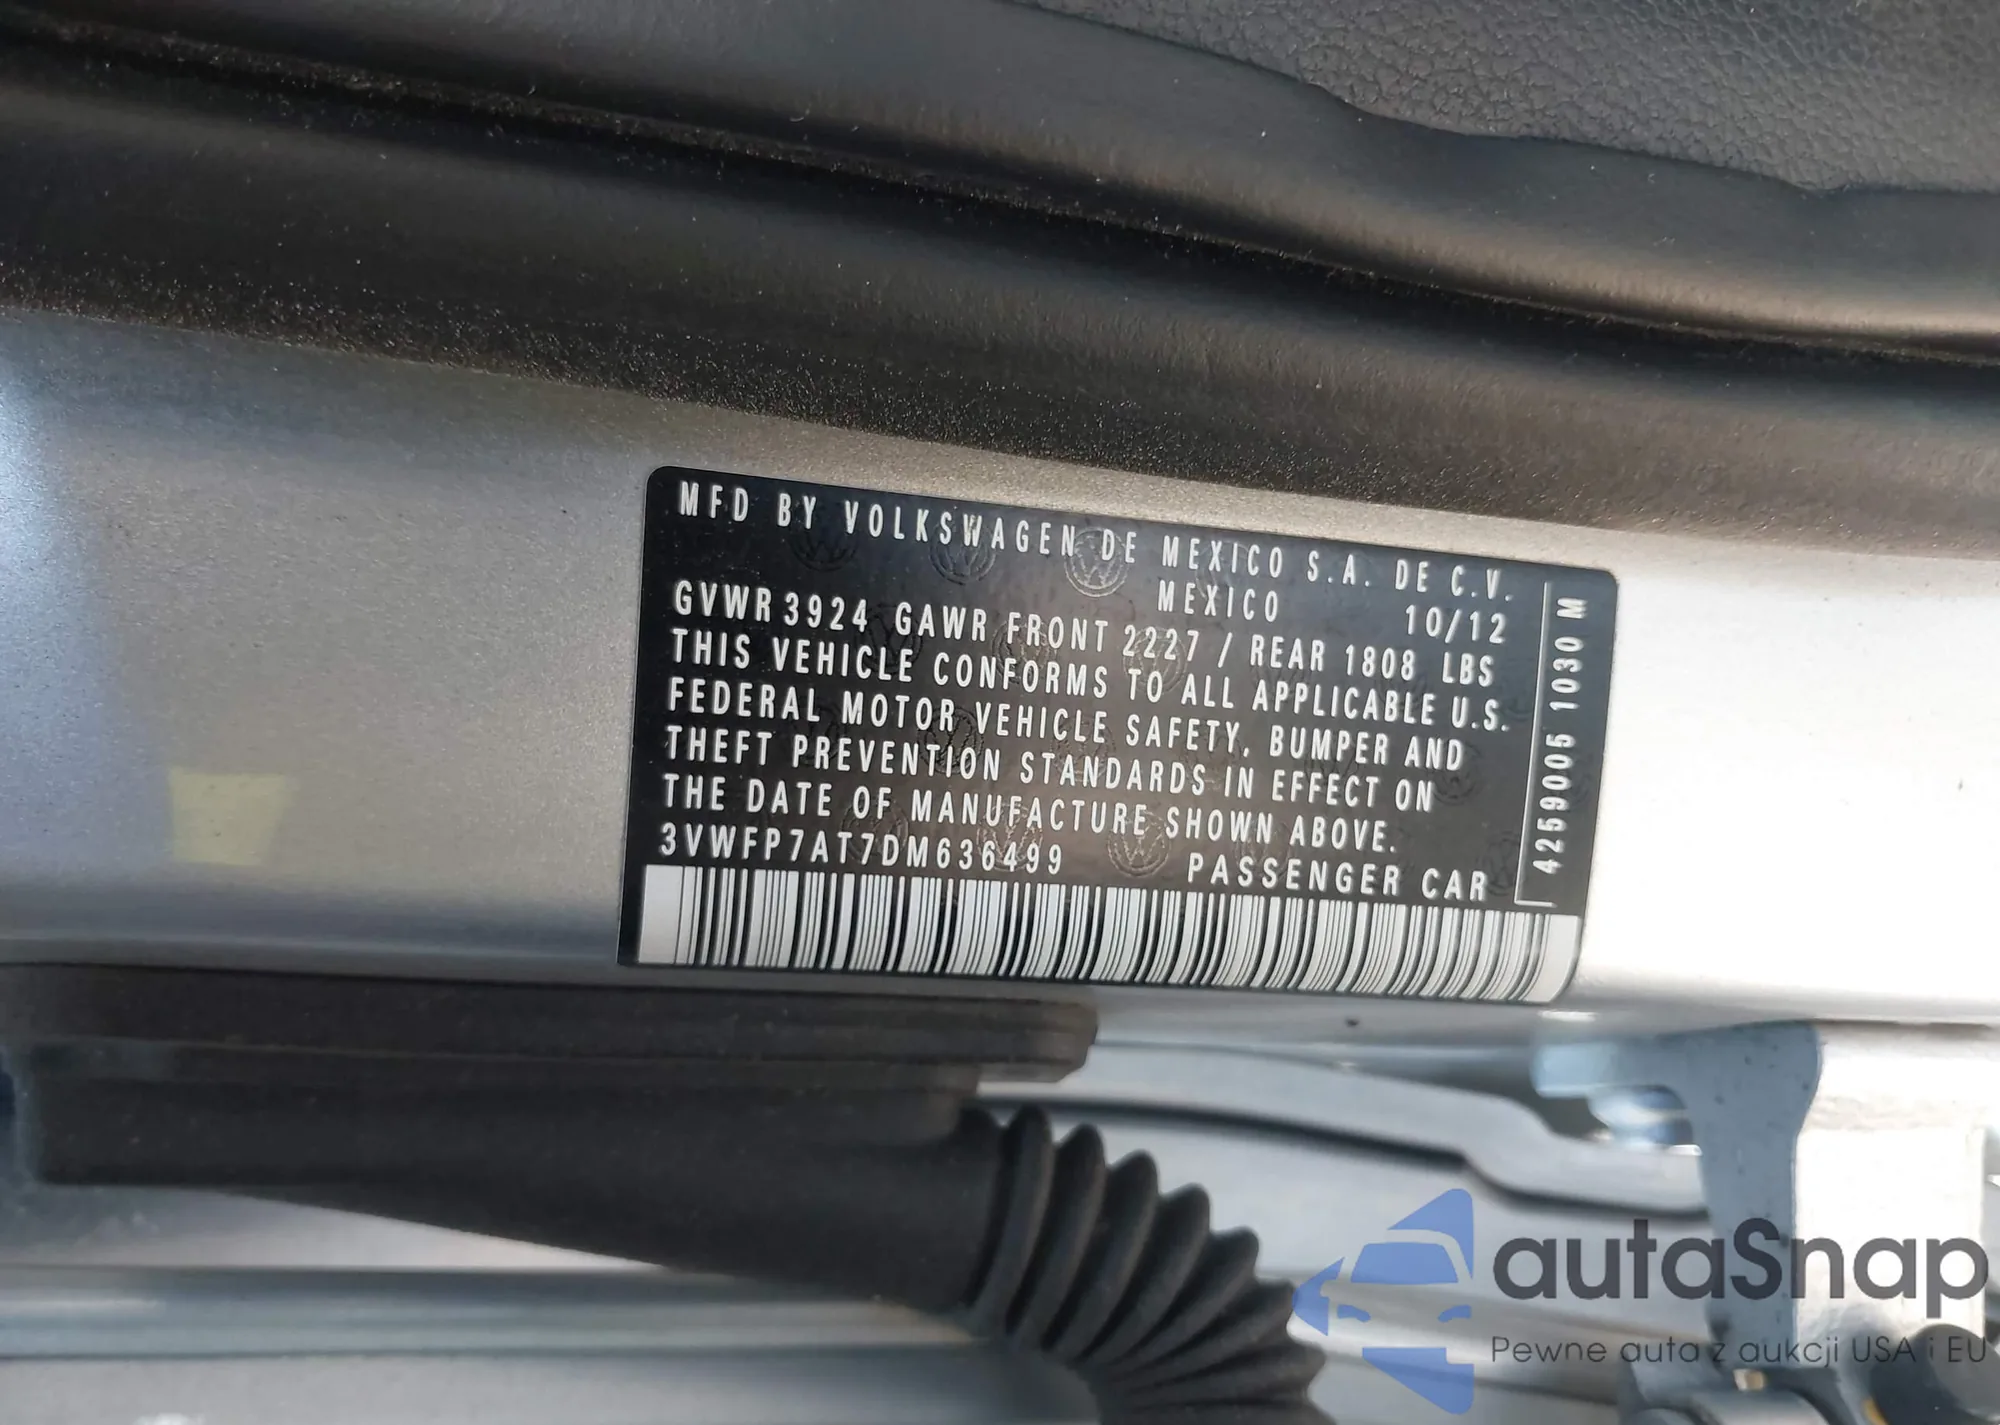 MFD BY VOLKSWAGEN DE MEXICO S.A. DE C.V.
MEXICO 10/12
GVWR 3924 GAWR FRONT 2227 / REAR 1808 LBS
THIS VEHICLE CONFORMS TO ALL APPLICABLE U.S.
FEDERAL MOTOR VEHICLE SAFETY, BUMPER AND
THEFT PREVENTION STANDARDS IN EFFECT ON
THE DATE OF MANUFACTURE SHOWN ABOVE.
3VWFP7AT7DM636499 PASSENGER CAR
4259005 1030 M
autaSnap
Pewne auta z aukcji USA i EU